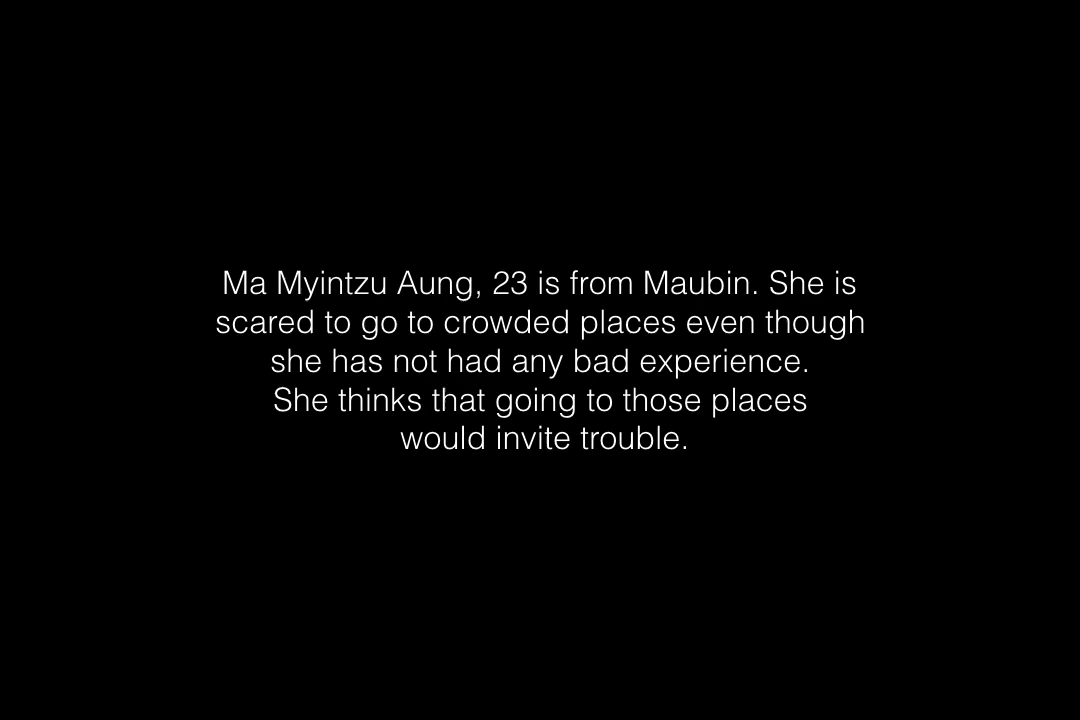 Ma Myintzu Aung, 23 is from Maubin. She is
scared to go to crowded places even though
she has not had any bad experience.
She thinks that going to those places
would invite trouble.